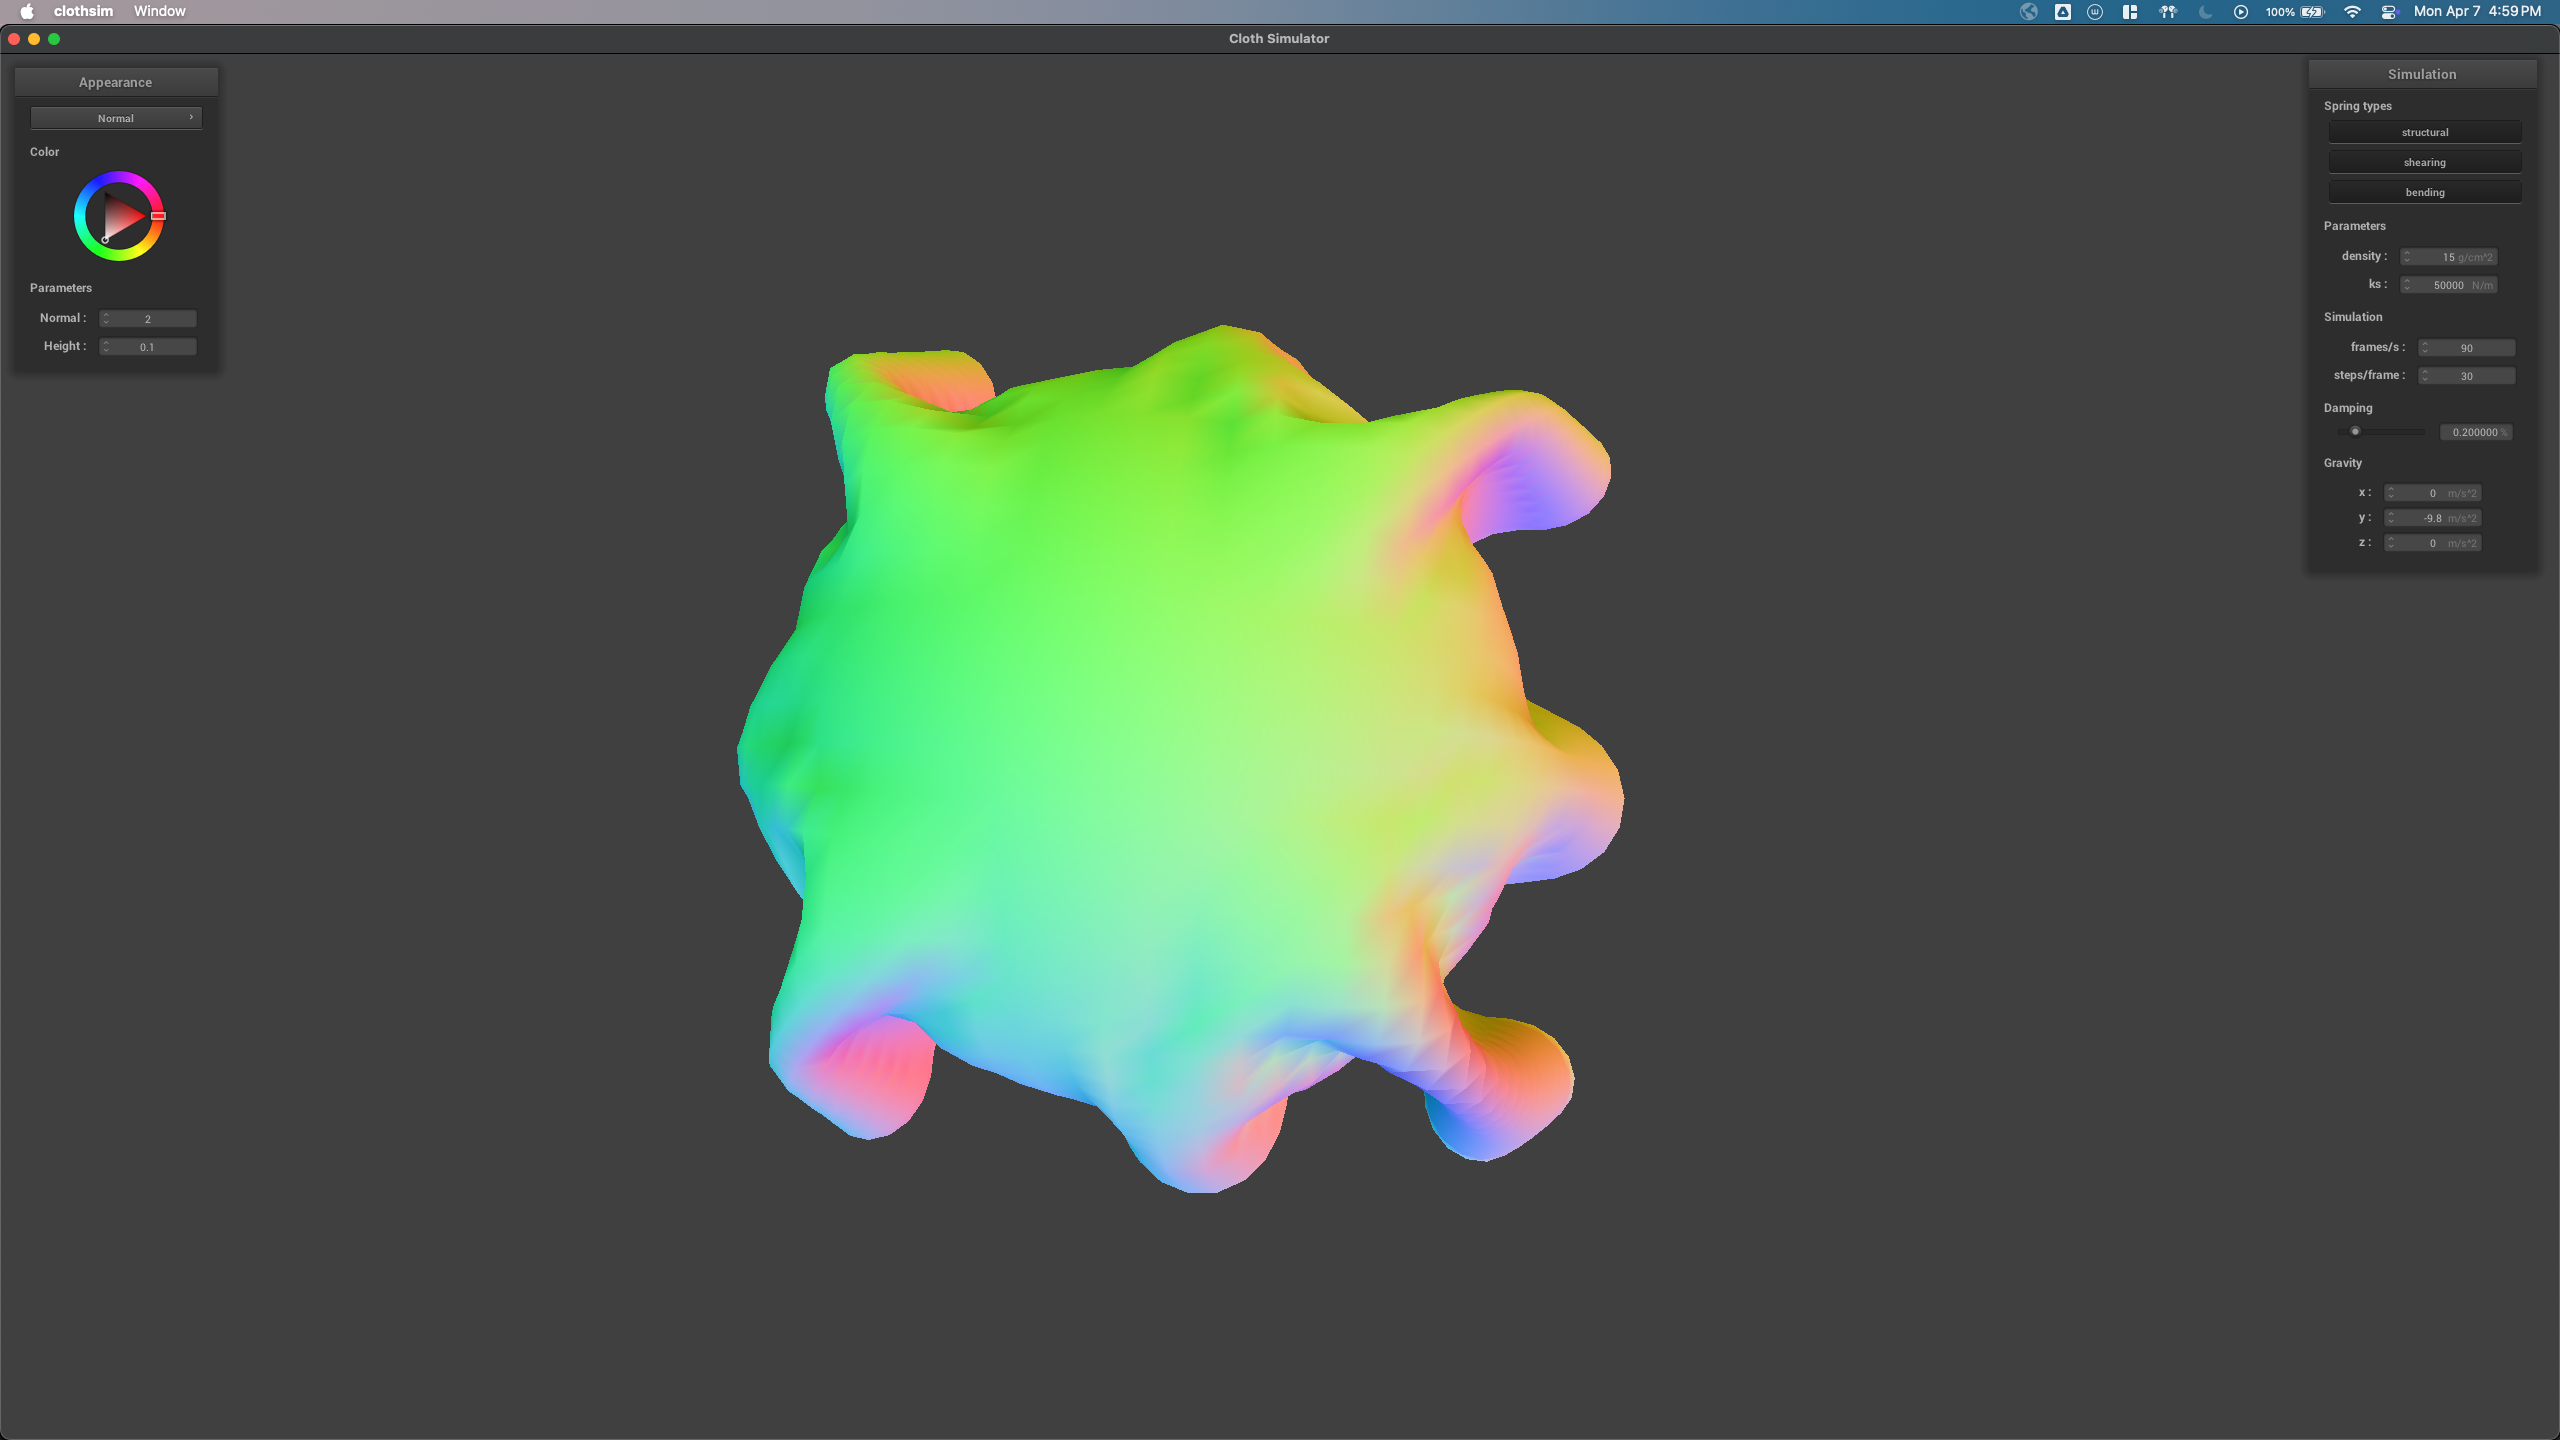 clothsim Window 100% Mon Apr 7 4:59 PM
Cloth Simulator
Appearance
Normal
Color
Parameters
Normal : 2
Height : 0.1
Simulation
Spring types
structural
shearing
bending
Parameters
density : 15 g/cm^2
ks : 50000 N/m
Simulation
frames/s : 90
steps/frame : 30
Damping
0.200000 %
Gravity
x : 0 m/s^2
y : -9.8 m/s^2
z : 0 m/s^2